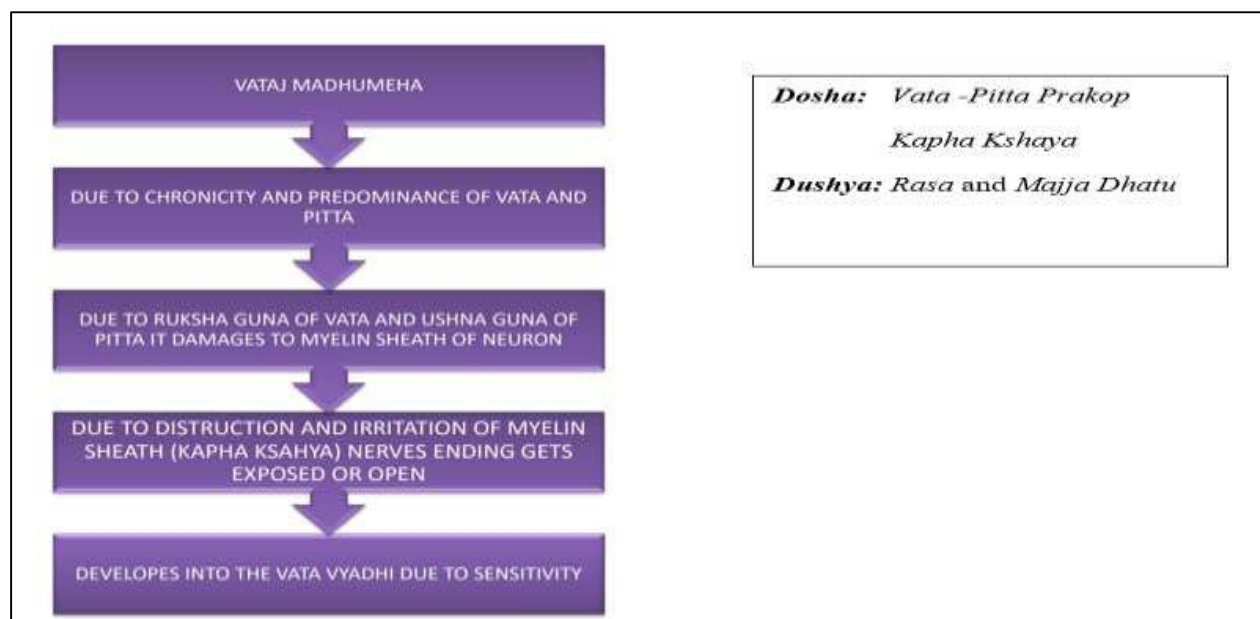 VATAJ MADHUMEHA
DUE TO CHRONICITY AND PREDOMINANCE OF VATA AND
PITTA
DUE TO RUKSHA GUNA OF VATA AND USHNA GUNA OF
PITTA IT DAMAGES TO MYELIN SHEATH OF NEURON
DUE TO DISTRUCTION AND IRRITATION OF MYELIN
SHEATH (KAPHA KSAHYA) NERVES ENDING GETS
EXPOSED OR OPEN
DEVELOPES INTO THE VATA VYADHI DUE TO SENSITIVITY
Dosha: Vata -Pitta Prakop
Kapha Kshaya
Dushya: Rasa and Majja Dhatu